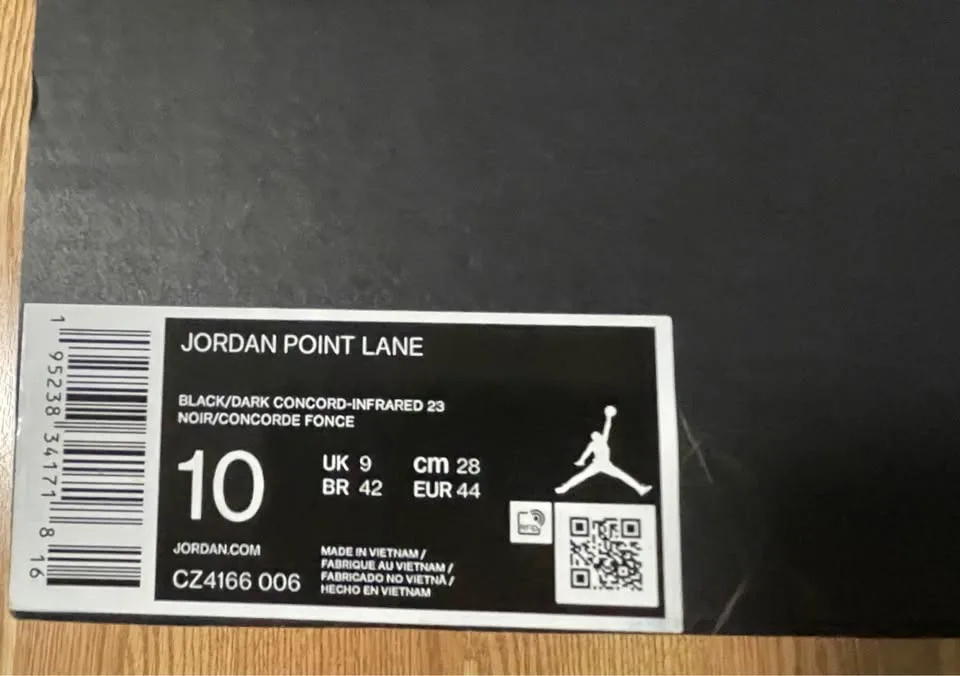 1 95238 34171 8 16
JORDAN POINT LANE
BLACK/DARK CONCORD-INFRARED 23
NOIR/CONCORDE FONCE
10
UK 9 cm 28
BR 42 EUR 44
JORDAN.COM
CZ4166 006
MADE IN VIETNAM /
FABRIQUE AU VIETNAM /
FABRICADO NO VIETNÃ /
HECHO EN VIETNAM